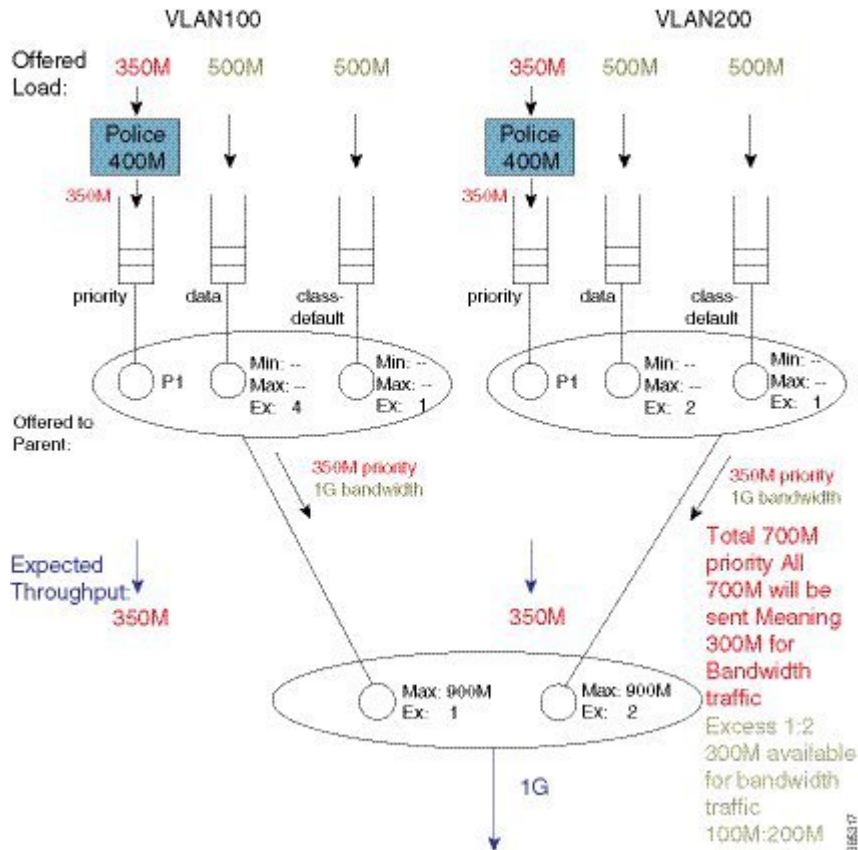 VLAN100 VLAN200
Offered
Load:
350M 500M 500M 350M 500M 500M
Police
400M
Police
400M
350M 350M
priority data class-
default
priority data class-
default
P1
Min: --
Max: --
Ex: 4
Min: --
Max: --
Ex: 1
P1
Min: --
Max: --
Ex: 2
Min: --
Max: --
Ex: 1
Offered to
Parent:
350M priority
1G bandwidth
350M priority
1G bandwidth
Expected
Throughput:
350M 350M
Total 700M
priority All
700M will be
sent Meaning
300M for
Bandwidth
traffic
Excess 1:2
300M available
for bandwidth
traffic
100M:200M
Max: 900M
Ex: 1
Max: 900M
Ex: 2
1G